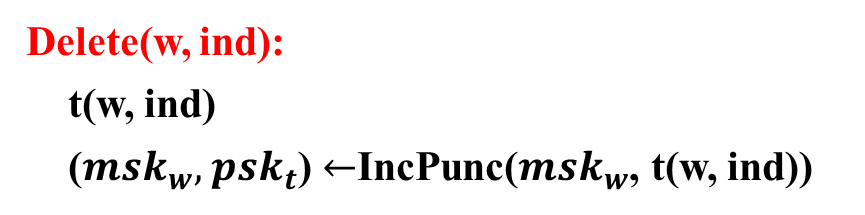 Delete(w, ind):
t(w, ind)
(msk_w, psk_t) ←IncPunc(msk_w, t(w, ind))